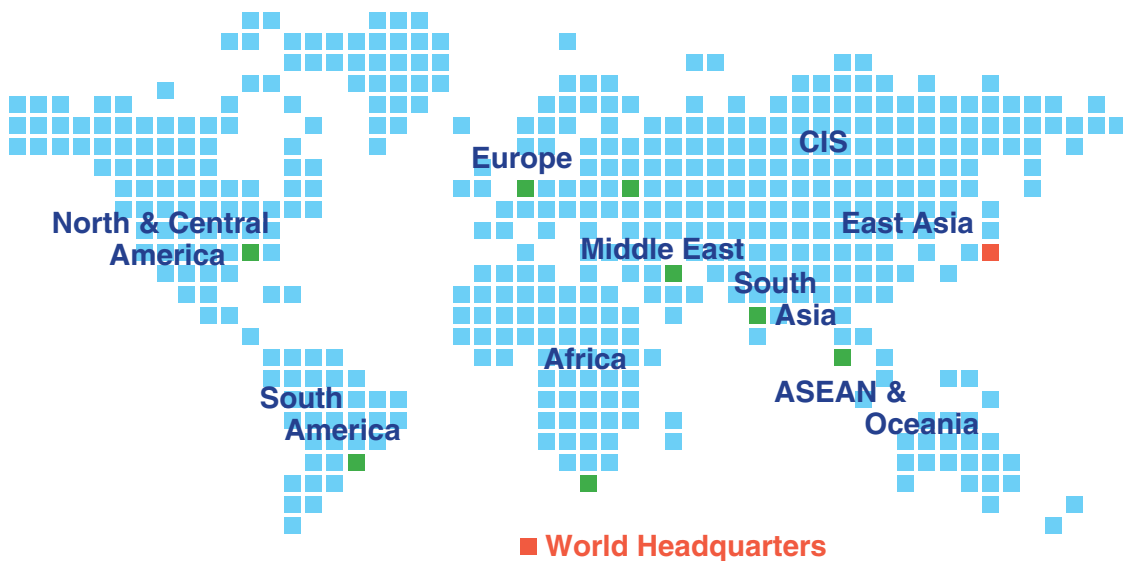 CIS
Europe
North & Central
America
East Asia
Middle East
South
Asia
Africa
South
America
ASEAN &
Oceania
World Headquarters